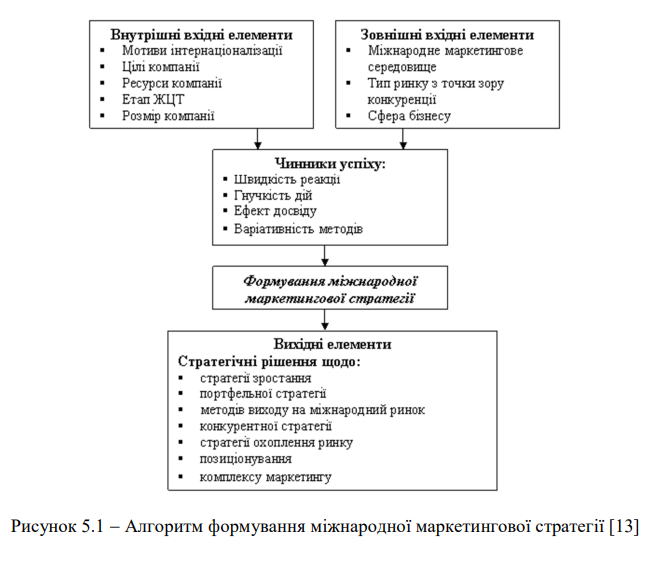 Внутрішні вхідні елементи
▪ Мотиви інтернаціоналізації
▪ Цілі компанії
▪ Ресурси компанії
▪ Етап ЖЦТ
▪ Розмір компанії
Зовнішні вхідні елементи
▪ Міжнародне маркетингове
середовище
▪ Тип ринку з точки зору
конкуренції
▪ Сфера бізнесу
Чинники успіху:
▪ Швидкість реакції
▪ Гнучкість дій
▪ Ефект досвіду
▪ Варіативність методів
Формування міжнародної
маркетингової стратегії
Вихідні елементи
Стратегічні рішення щодо:
▪ стратегії зростання
▪ портфельної стратегії
▪ методів виходу на міжнародний ринок
▪ конкурентної стратегії
▪ стратегії охоплення ринку
▪ позиціонування
▪ комплексу маркетингу
Рисунок 5.1 – Алгоритм формування міжнародної маркетингової стратегії [13]